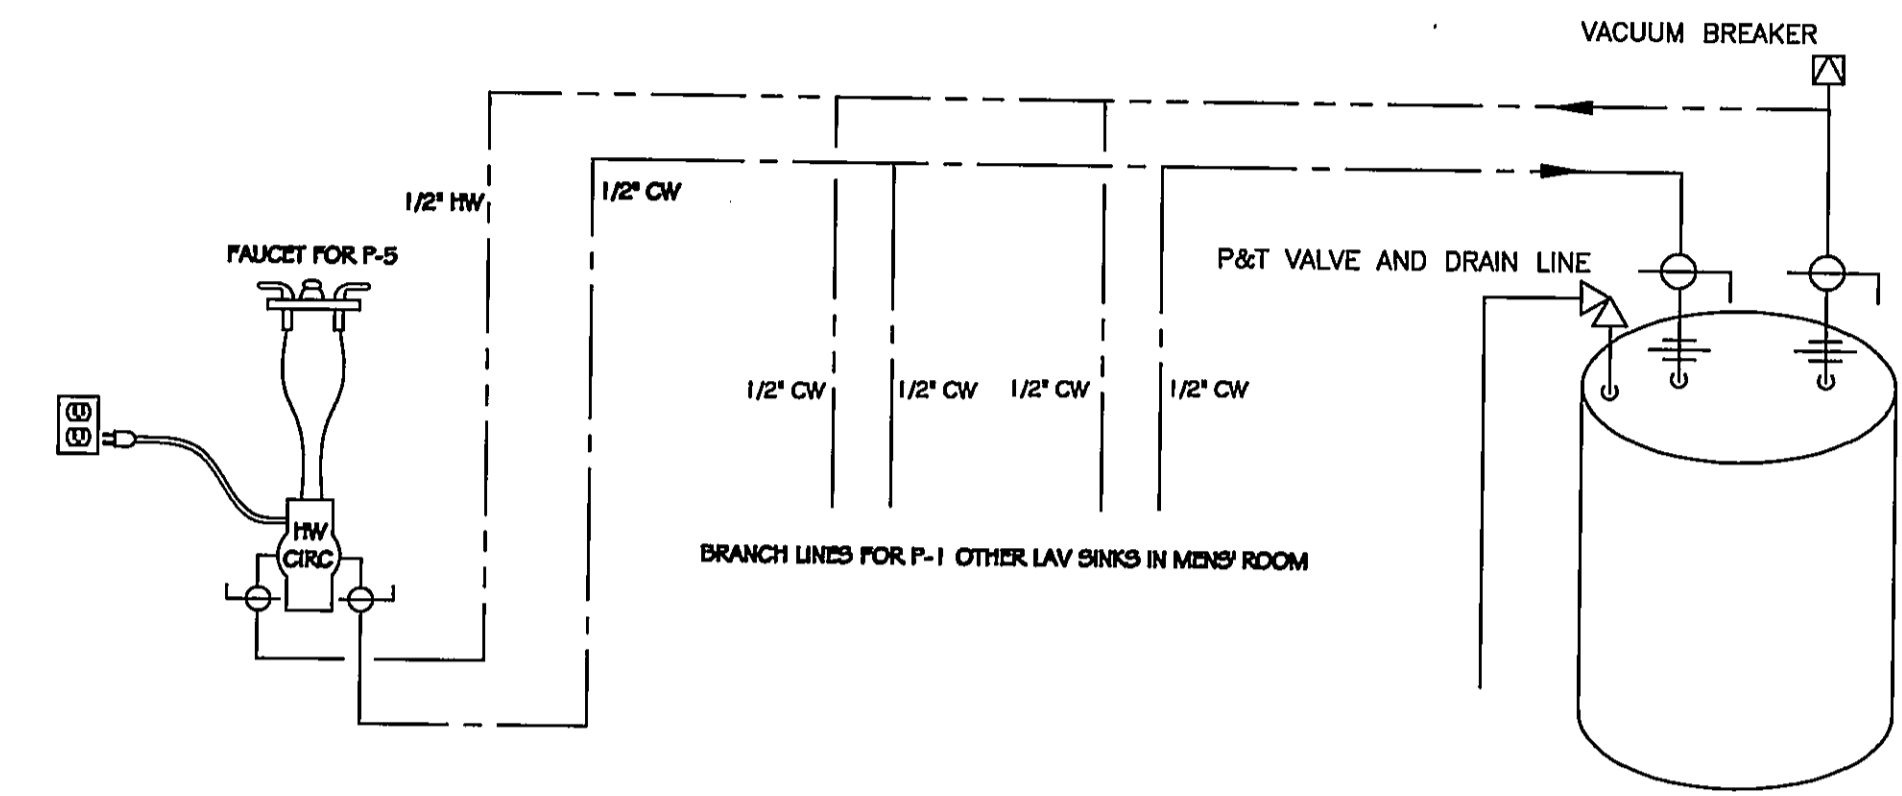 VACUUM BREAKER
1/2" HW
1/2" CW
FAUCET FOR P-5
P&T VALVE AND DRAIN LINE
1/2" CW
1/2" CW
1/2" CW
1/2" CW
HW
CIRC
BRANCH LINES FOR P-1 OTHER LAV SINKS IN MENS' ROOM